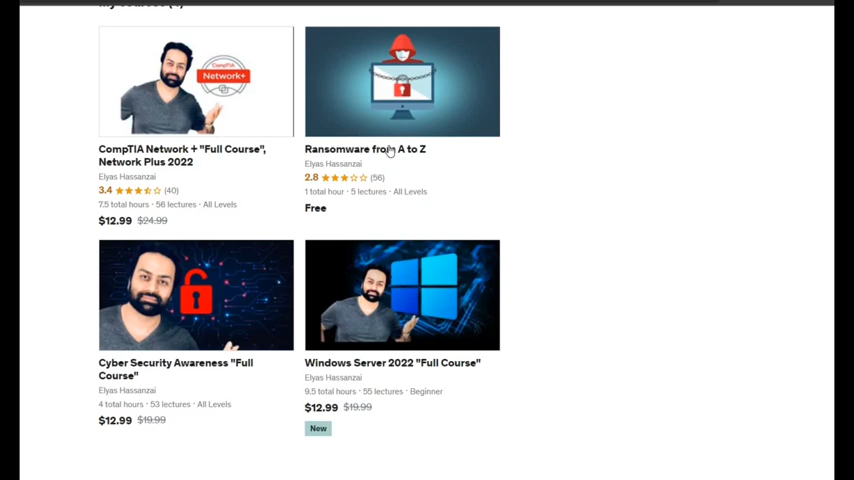 CompTIA
Network+
CompTIA Network + "Full Course",
Network Plus 2022
Elyas Hassanzai
3.4 (40)
7.5 total hours · 56 lectures · All Levels
$12.99 $24.99
Ransomware from A to Z
Elyas Hassanzai
2.8 (56)
1 total hour · 5 lectures · All Levels
Free
Cyber Security Awareness "Full
Course"
Elyas Hassanzai
4 total hours · 53 lectures · All Levels
$12.99 $19.99
Windows Server 2022 "Full Course"
Elyas Hassanzai
9.5 total hours · 55 lectures · Beginner
$12.99 $19.99
New